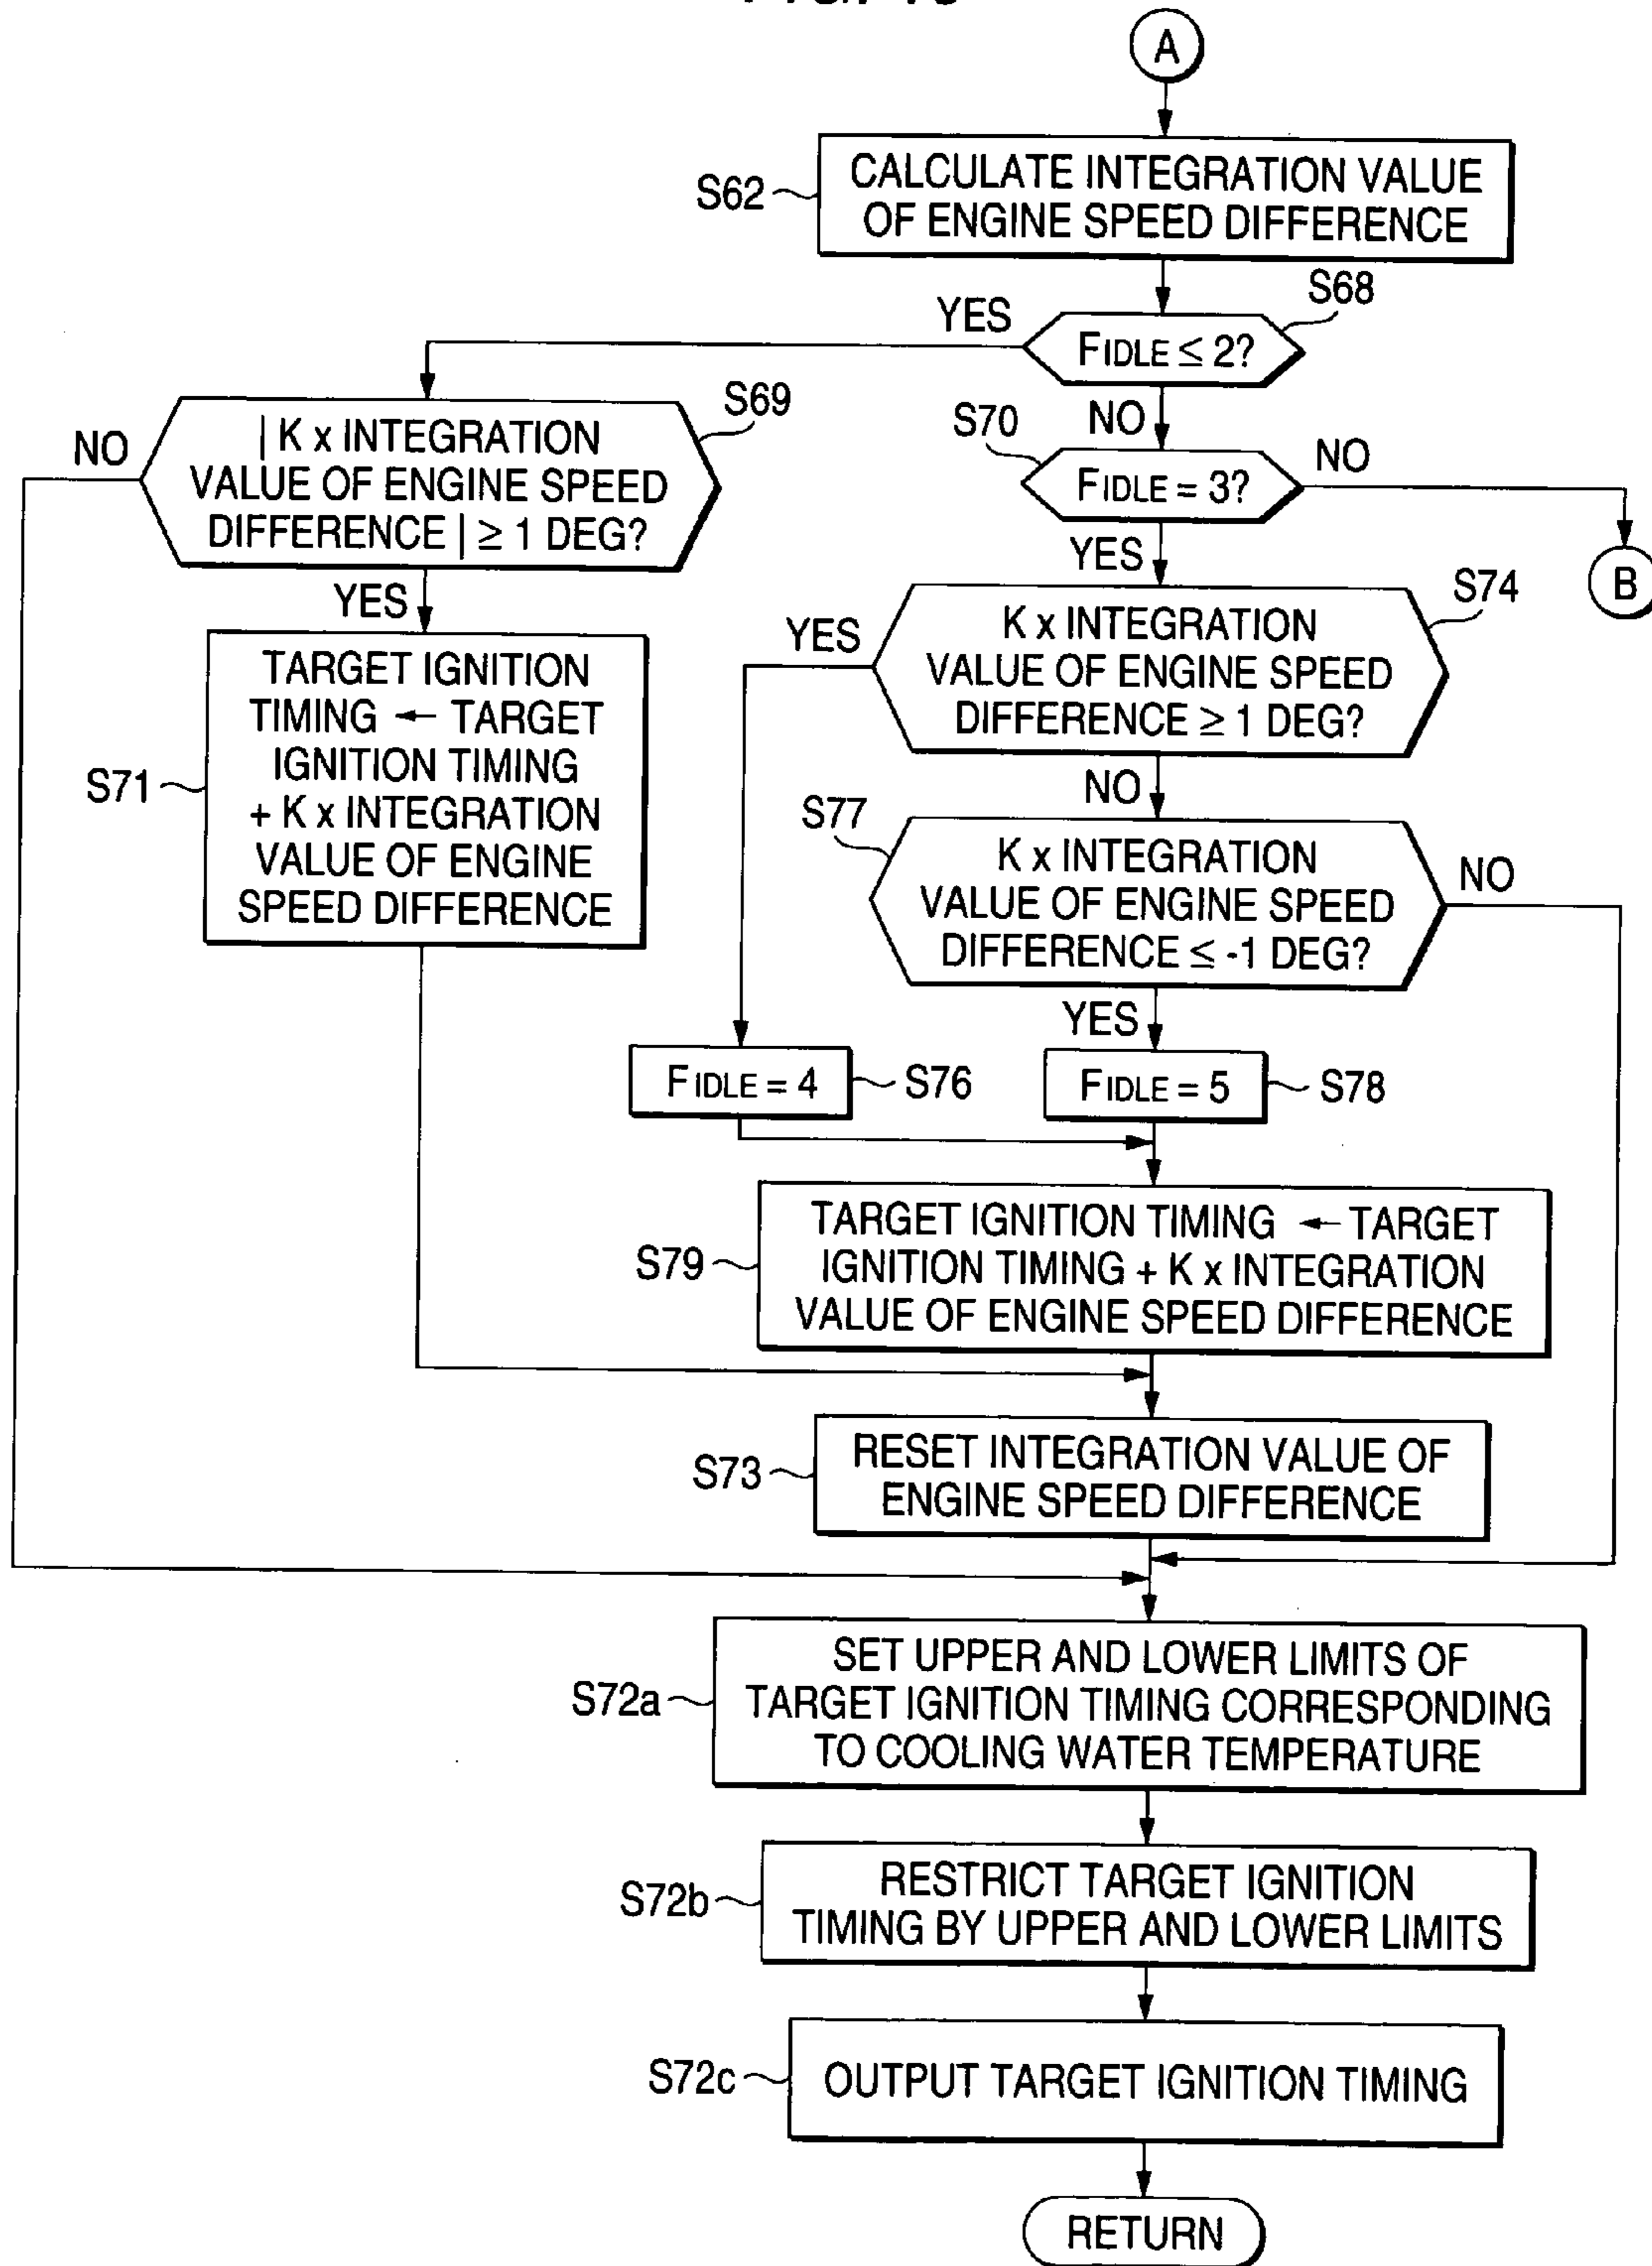 A
S62
CALCULATE INTEGRATION VALUE
OF ENGINE SPEED DIFFERENCE
S68
YES
FIDLE ≤ 2?
NO
S69
NO
| K x INTEGRATION
VALUE OF ENGINE SPEED
DIFFERENCE | ≥ 1 DEG?
YES
S70
FIDLE = 3?
NO
B
YES
S71
TARGET IGNITION
TIMING ← TARGET
IGNITION TIMING
+ K x INTEGRATION
VALUE OF ENGINE
SPEED DIFFERENCE
S74
YES
K x INTEGRATION
VALUE OF ENGINE SPEED
DIFFERENCE ≥ 1 DEG?
NO
S77
K x INTEGRATION
VALUE OF ENGINE SPEED
DIFFERENCE ≤ -1 DEG?
NO
YES
FIDLE = 4
S76
FIDLE = 5
S78
S79
TARGET IGNITION TIMING ← TARGET
IGNITION TIMING + K x INTEGRATION
VALUE OF ENGINE SPEED DIFFERENCE
S73
RESET INTEGRATION VALUE OF
ENGINE SPEED DIFFERENCE
S72a
SET UPPER AND LOWER LIMITS OF
TARGET IGNITION TIMING CORRESPONDING
TO COOLING WATER TEMPERATURE
S72b
RESTRICT TARGET IGNITION
TIMING BY UPPER AND LOWER LIMITS
S72c
OUTPUT TARGET IGNITION TIMING
RETURN